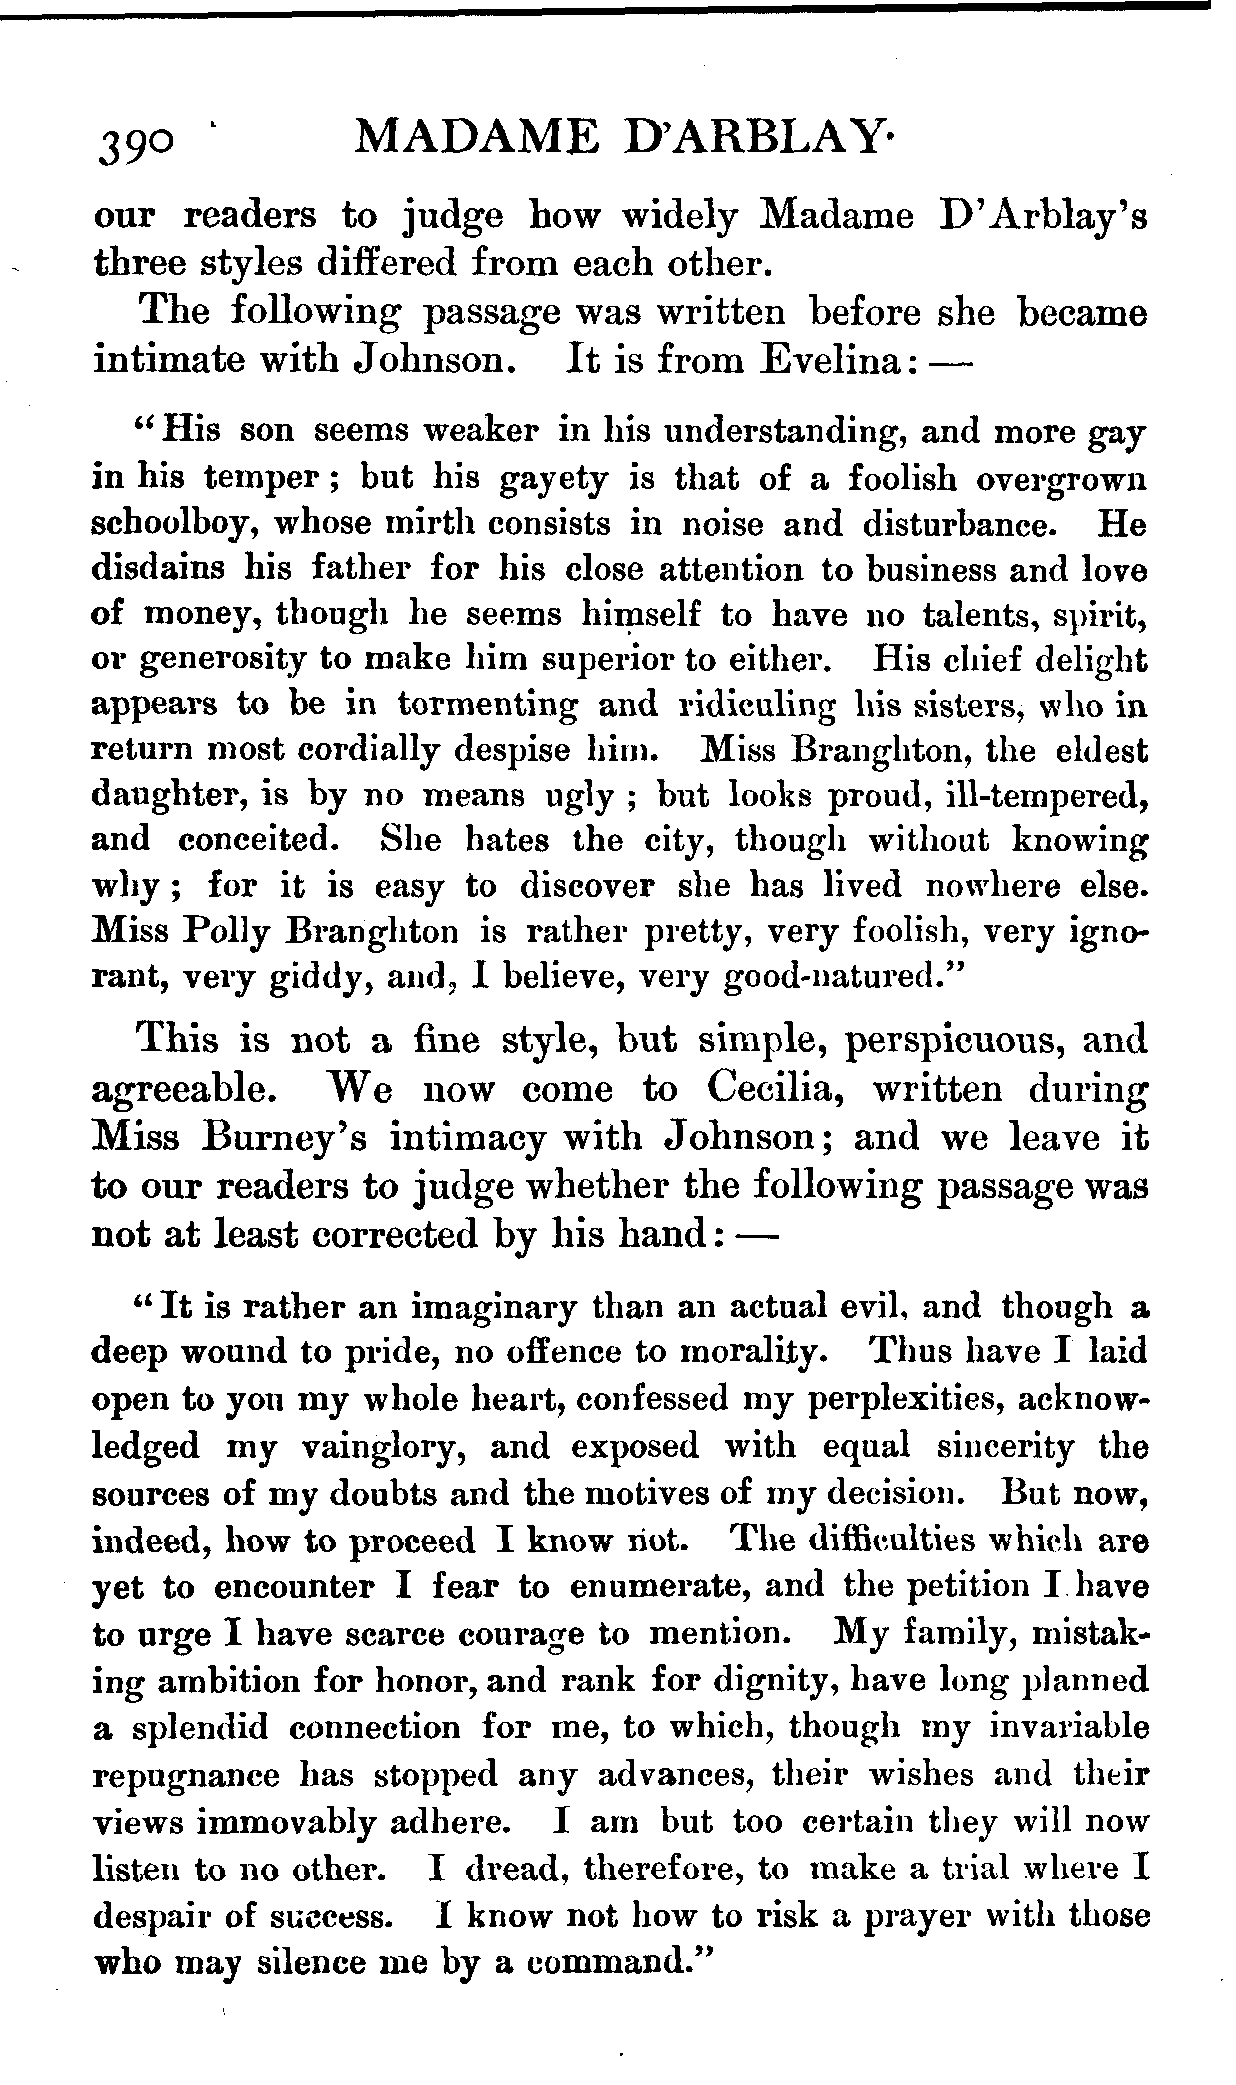 390 MADAME D'ARBLAY.
our readers to judge how widely Madame D'Arblay's
three styles differed from each other.
The following passage was written before she became
intimate with Johnson. It is from Evelina: —
"His son seems weaker in his understanding, and more gay
in his temper; but his gayety is that of a foolish overgrown
schoolboy, whose mirth consists in noise and disturbance. He
disdains his father for his close attention to business and love
of money, though he seems himself to have no talents, spirit,
or generosity to make him superior to either. His chief delight
appears to be in tormenting and ridiculing his sisters, who in
return most cordially despise him. Miss Branghton, the eldest
daughter, is by no means ugly; but looks proud, ill-tempered,
and conceited. She hates the city, though without knowing
why; for it is easy to discover she has lived nowhere else.
Miss Polly Branghton is rather pretty, very foolish, very igno-
rant, very giddy, and, I believe, very good-natured."
This is not a fine style, but simple, perspicuous, and
agreeable. We now come to Cecilia, written during
Miss Burney's intimacy with Johnson; and we leave it
to our readers to judge whether the following passage was
not at least corrected by his hand: —
"It is rather an imaginary than an actual evil, and though a
deep wound to pride, no offence to morality. Thus have I laid
open to you my whole heart, confessed my perplexities, acknow-
ledged my vainglory, and exposed with equal sincerity the
sources of my doubts and the motives of my decision. But now,
indeed, how to proceed I know not. The difficulties which are
yet to encounter I fear to enumerate, and the petition I have
to urge I have scarce courage to mention. My family, mistak-
ing ambition for honor, and rank for dignity, have long planned
a splendid connection for me, to which, though my invariable
repugnance has stopped any advances, their wishes and their
views immovably adhere. I am but too certain they will now
listen to no other. I dread, therefore, to make a trial where I
despair of success. I know not how to risk a prayer with those
who may silence me by a command."